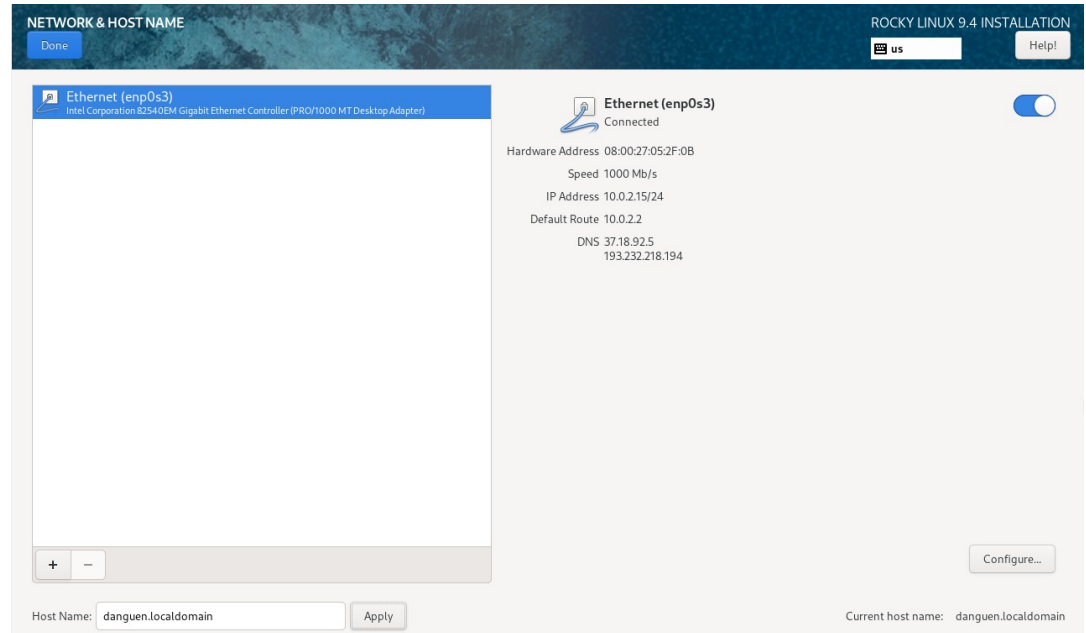 NETWORK & HOST NAME
ROCKY LINUX 9.4 INSTALLATION
Done
us
Help!
Ethernet (enp0s3)
Intel Corporation 82540EM Gigabit Ethernet Controller (PRO/1000 MT Desktop Adapter)
Ethernet (enp0s3)
Connected
Hardware Address 08:00:27:05:2F:0B
Speed 1000 Mb/s
IP Address 10.0.2.15/24
Default Route 10.0.2.2
DNS 37.18.92.5
193.232.218.194
+ −
Configure...
Host Name: danguen.localdomain Apply
Current host name: danguen.localdomain